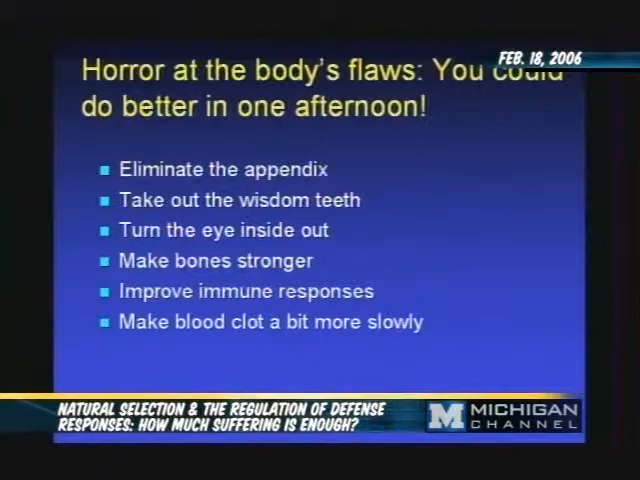 FEB. 18, 2006
Horror at the body's flaws: You could
do better in one afternoon!
Eliminate the appendix
Take out the wisdom teeth
Turn the eye inside out
Make bones stronger
Improve immune responses
Make blood clot a bit more slowly
NATURAL SELECTION & THE REGULATION OF DEFENSE
RESPONSES: HOW MUCH SUFFERING IS ENOUGH?
M MICHIGAN
CHANNEL